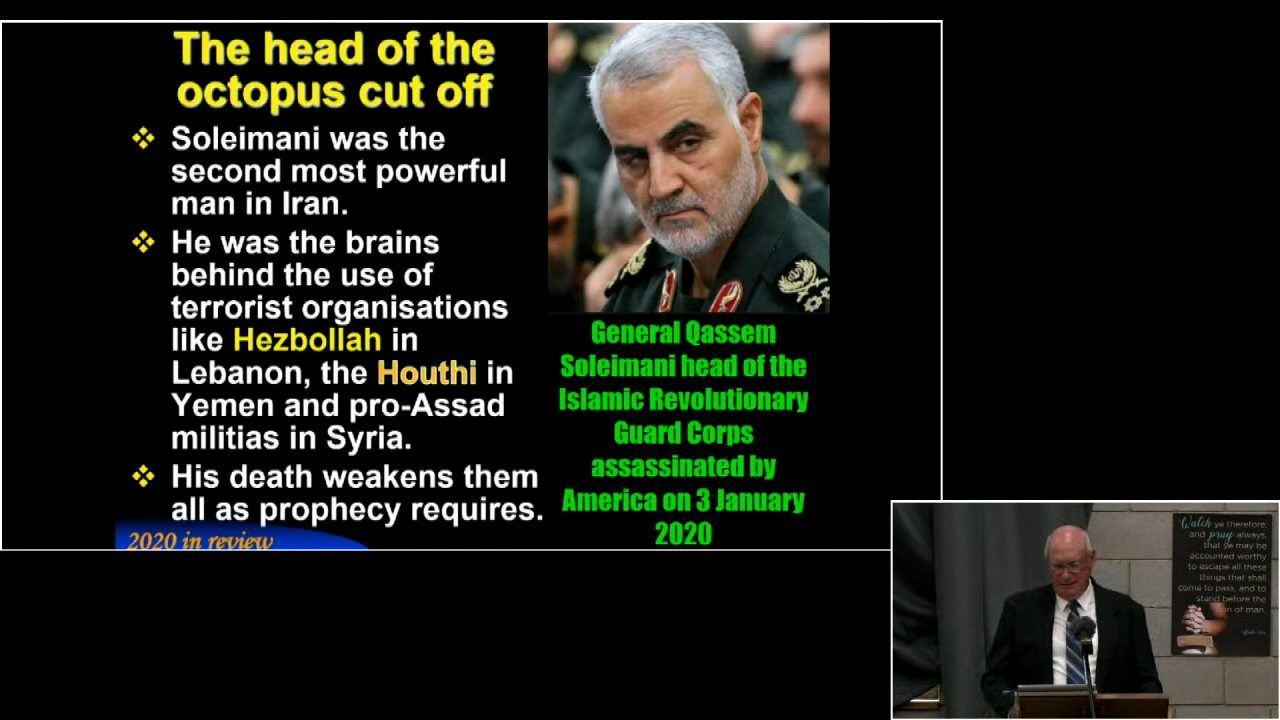 The head of the
octopus cut off
Soleimani was the
second most powerful
man in Iran.
He was the brains
behind the use of
terrorist organisations
like Hezbollah in
Lebanon, the Houthi in
Yemen and pro-Assad
militias in Syria.
His death weakens them
all as prophecy requires.
2020 in review
General Qassem
Soleimani head of the
Islamic Revolutionary
Guard Corps
assassinated by
America on 3 January
2020
Watch ye therefore,
and pray always,
that ye may be
accounted worthy
to escape all these
things that shall
come to pass, and to
stand before the
Son of man.